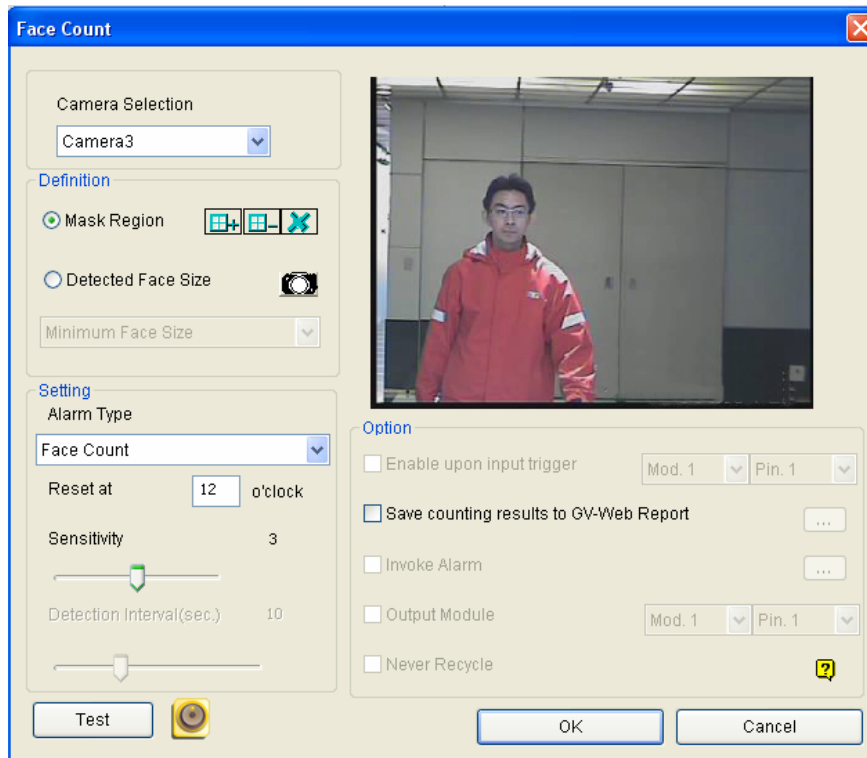 Face Count
Camera Selection
Camera3
Definition
Mask Region
Detected Face Size
Minimum Face Size
Setting
Alarm Type
Face Count
Reset at 12 o'clock
Sensitivity 3
Detection Interval(sec.) 10
Test
Option
Enable upon input trigger Mod. 1 Pin. 1
Save counting results to GV-Web Report ...
Invoke Alarm ...
Output Module Mod. 1 Pin. 1
Never Recycle ?
OK Cancel